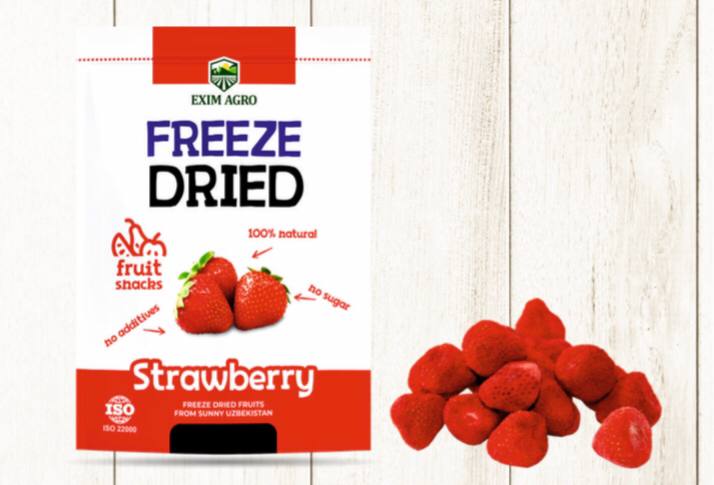 EXIM AGRO
FREEZE
DRIED
100% natural
fruit
snacks
no sugar
no additives
Strawberry
ISO
ISO 22000
FREEZE DRIED FRUITS
FROM SUNNY UZBEKISTAN